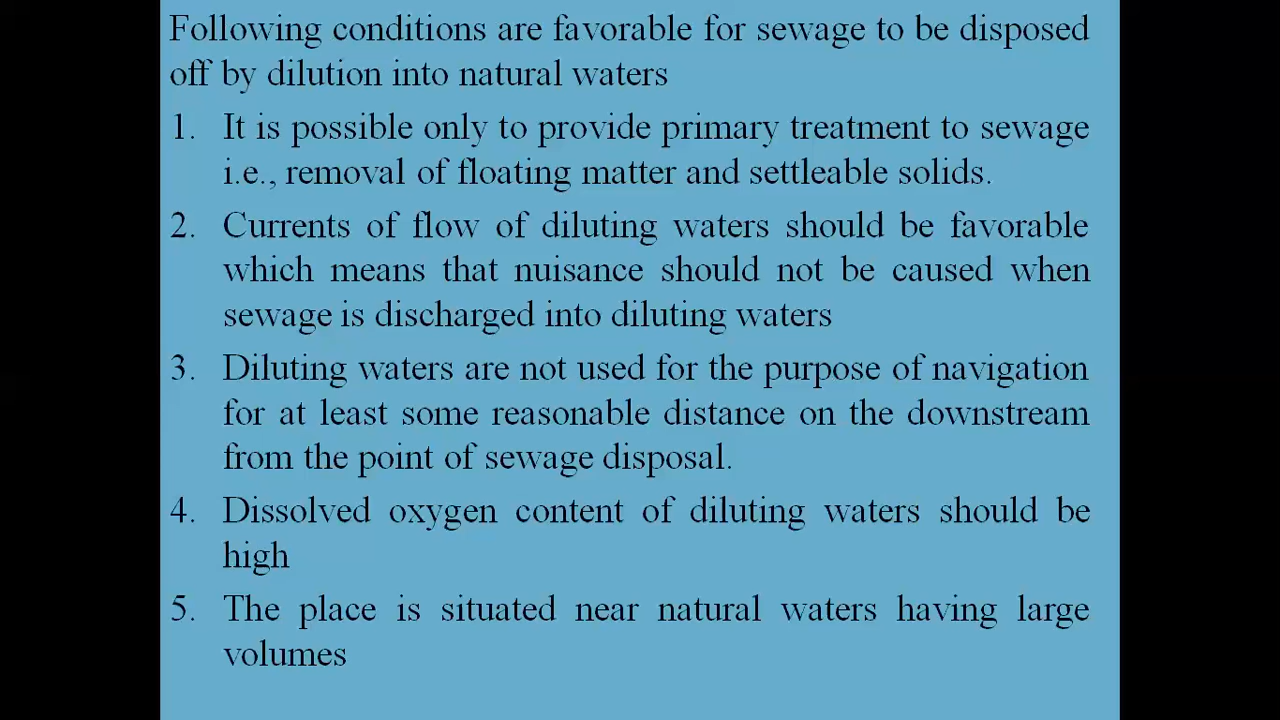 Following conditions are favorable for sewage to be disposed
off by dilution into natural waters
1. It is possible only to provide primary treatment to sewage
i.e., removal of floating matter and settleable solids.
2. Currents of flow of diluting waters should be favorable
which means that nuisance should not be caused when
sewage is discharged into diluting waters
3. Diluting waters are not used for the purpose of navigation
for at least some reasonable distance on the downstream
from the point of sewage disposal.
4. Dissolved oxygen content of diluting waters should be
high
5. The place is situated near natural waters having large
volumes